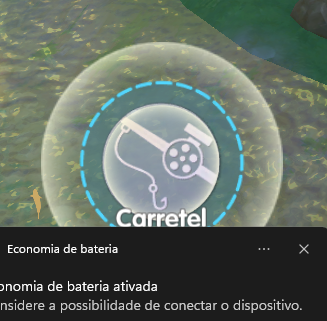 Carretel
Economia de bateria
onomia de bateria ativada
nsidere a possibilidade de conectar o dispositivo.